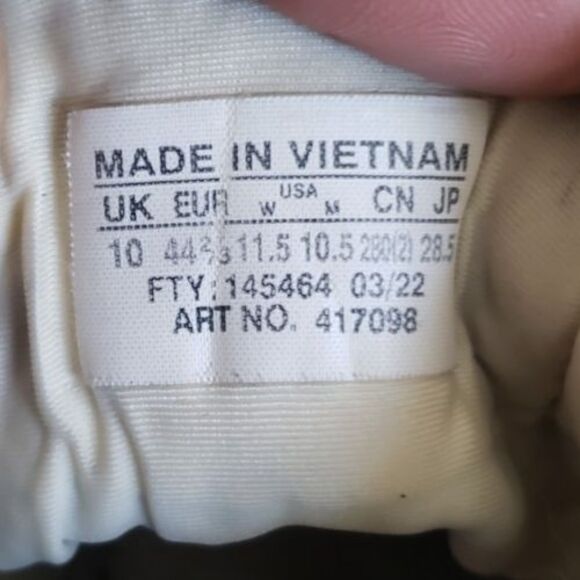 MADE IN VIETNAM
UK EUR W USA M CN JP
10 44⅔ 11.5 10.5 280(2) 28.5
FTY: 145464 03/22
ART NO. 417098